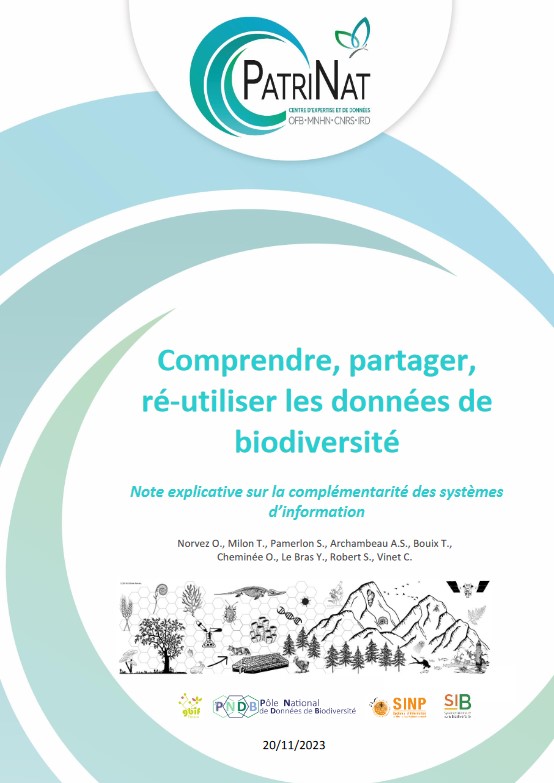 PATRINAT
CENTRE D'EXPERTISE ET DE DONNÉES
OFB•MNHN•CNRS•IRD
Comprendre, partager,
ré-utiliser les données de
biodiversité
Note explicative sur la complémentarité des systèmes
d'information
Norvez O., Milon T., Pamerlon S., Archambeau A.S., Bouix T.,
Cheminée O., Le Bras Y., Robert S., Vinet C.
gbif
PNDB
Pôle National
de Données de Biodiversité
SINP
SIB
20/11/2023